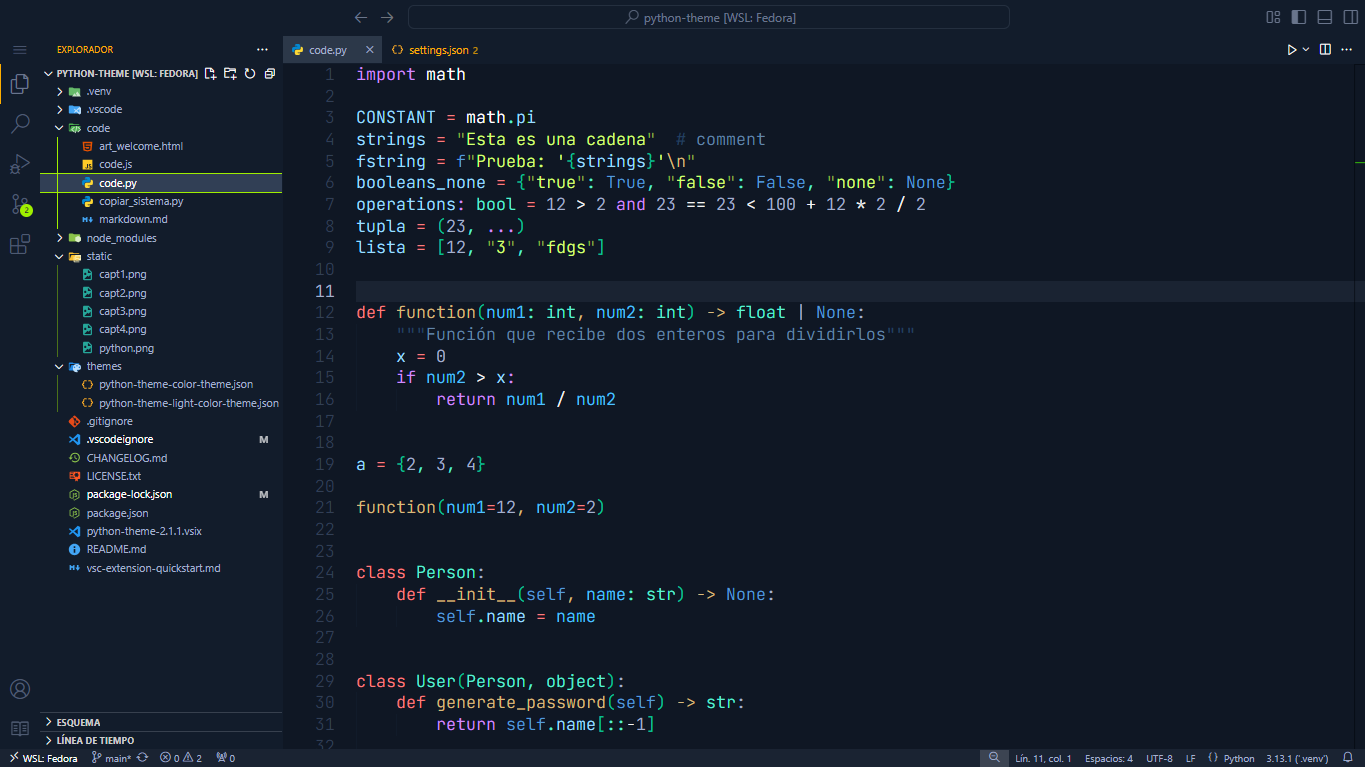 python-theme [WSL: Fedora]
EXPLORADOR
code.py
settings.json 2
PYTHON-THEME [WSL: FEDORA]
.venv
.vscode
code
art_welcome.html
code.js
code.py
copiar_sistema.py
markdown.md
node_modules
static
capt1.png
capt2.png
capt3.png
capt4.png
python.png
themes
python-theme-color-theme.json
python-theme-light-color-theme.json
.gitignore
.vscodeignore M
CHANGELOG.md
LICENSE.txt
package-lock.json M
package.json
python-theme-2.1.1.vsix
README.md
vsc-extension-quickstart.md
2
ESQUEMA
LÍNEA DE TIEMPO
1 import math
2
3 CONSTANT = math.pi
4 strings = "Esta es una cadena"  # comment
5 fstring = f"Prueba: '{strings}'\n"
6 booleans_none = {"true": True, "false": False, "none": None}
7 operations: bool = 12 > 2 and 23 == 23 < 100 + 12 * 2 / 2
8 tupla = (23, ...)
9 lista = [12, "3", "fdgs"]
10
11
12 def function(num1: int, num2: int) -> float | None:
13     """Función que recibe dos enteros para dividirlos"""
14     x = 0
15     if num2 > x:
16         return num1 / num2
17
18
19 a = {2, 3, 4}
20
21 function(num1=12, num2=2)
22
23
24 class Person:
25     def __init__(self, name: str) -> None:
26         self.name = name
27
28
29 class User(Person, object):
30     def generate_password(self) -> str:
31         return self.name[::-1]
32
WSL: Fedora main* 0 2 0 Lín. 11, col. 1 Espacios: 4 UTF-8 LF Python 3.13.1 ('.venv')